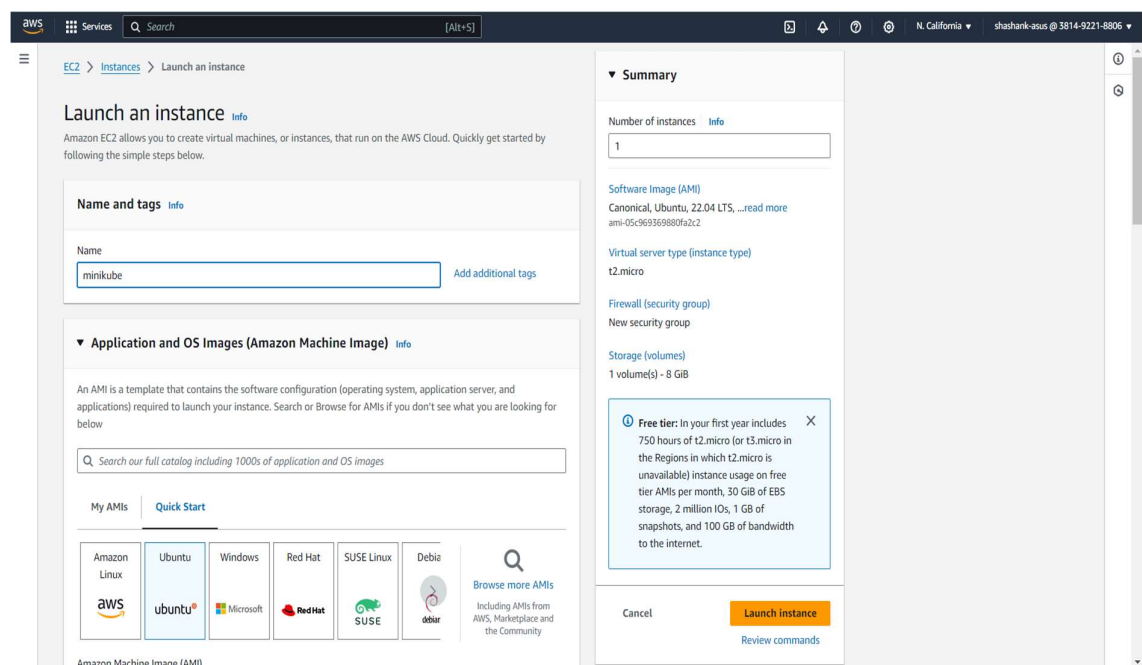 aws
Services
Search
[Alt+S]
N. California ▼
shashank-asus @ 3814-9221-8806 ▼
EC2 > Instances > Launch an instance
Launch an instance Info
Amazon EC2 allows you to create virtual machines, or instances, that run on the AWS Cloud. Quickly get started by
following the simple steps below.
Name and tags Info
Name
minikube
Add additional tags
▼ Application and OS Images (Amazon Machine Image) Info
An AMI is a template that contains the software configuration (operating system, application server, and
applications) required to launch your instance. Search or Browse for AMIs if you don't see what you are looking for
below
Search our full catalog including 1000s of application and OS images
My AMIs
Quick Start
Amazon
Linux
aws
Ubuntu
ubuntu
Windows
Microsoft
Red Hat
Red Hat
SUSE Linux
SUSE
Debia
debiar
Browse more AMIs
Including AMIs from
AWS, Marketplace and
the Community
Amazon Machine Image (AMI)
▼ Summary
Number of instances Info
1
Software Image (AMI)
Canonical, Ubuntu, 22.04 LTS, ...read more
ami-05c969369880fa2c2
Virtual server type (instance type)
t2.micro
Firewall (security group)
New security group
Storage (volumes)
1 volume(s) - 8 GiB
Free tier: In your first year includes
750 hours of t2.micro (or t3.micro in
the Regions in which t2.micro is
unavailable) instance usage on free
tier AMIs per month, 30 GiB of EBS
storage, 2 million IOs, 1 GB of
snapshots, and 100 GB of bandwidth
to the internet.
Cancel
Launch instance
Review commands